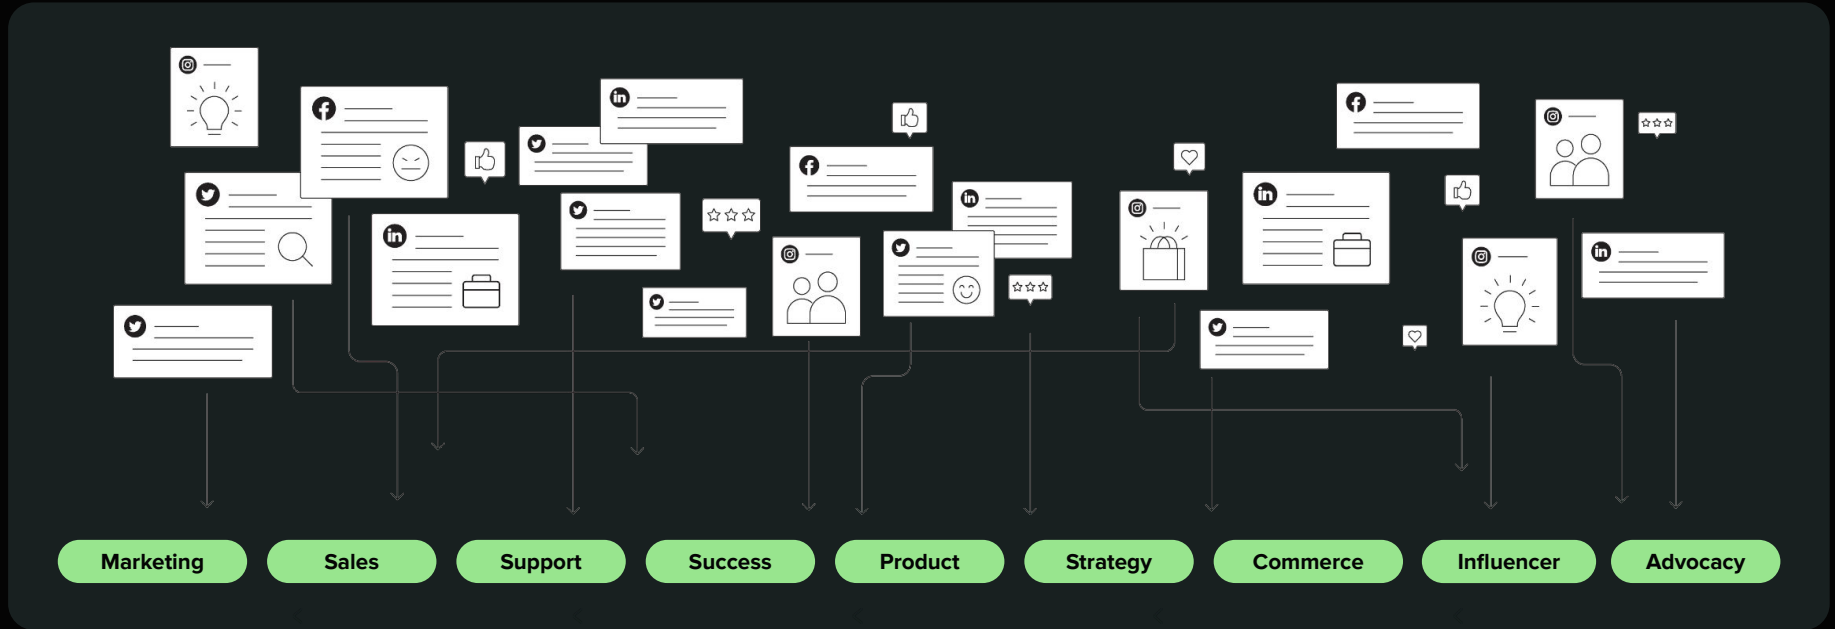 Marketing
Sales
Support
Success
Product
Strategy
Commerce
Influencer
Advocacy